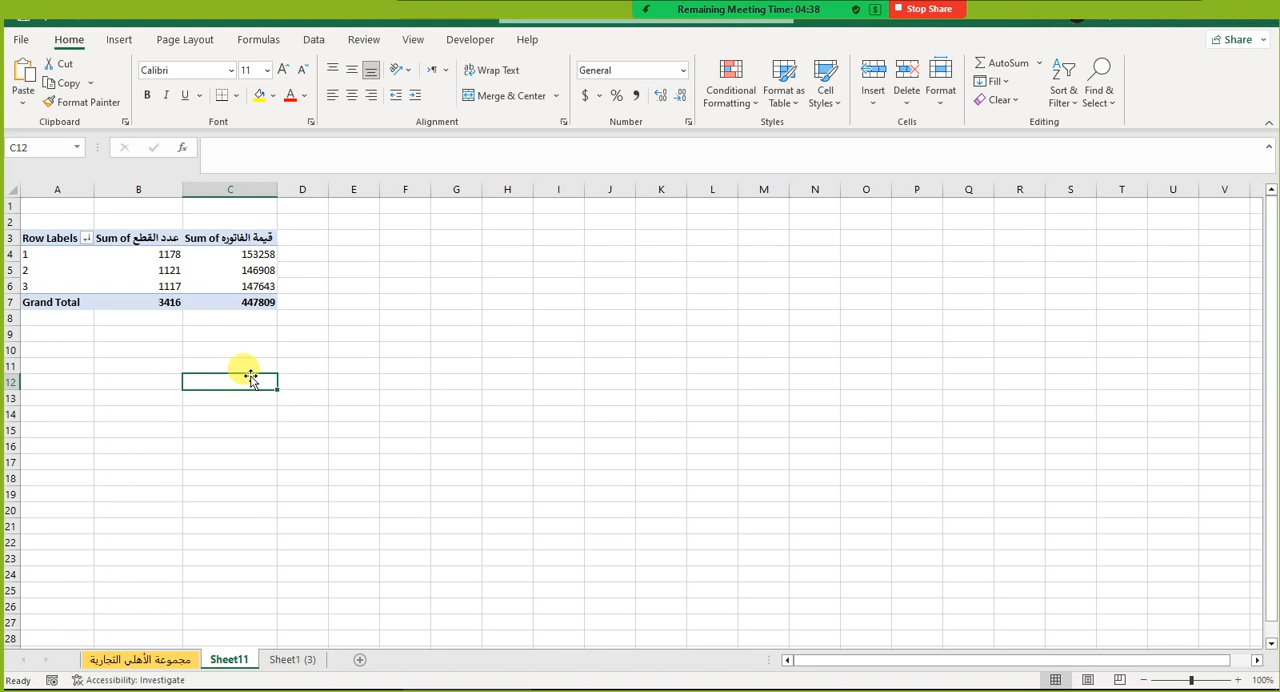 Remaining Meeting Time: 04:38 Stop Share
File Home Insert Page Layout Formulas Data Review View Developer Help Share
Paste Cut Copy Format Painter Clipboard
Calibri 11 A A B I U A Font
Wrap Text Merge & Center Alignment
General $ % Number
Conditional Formatting Format as Table Cell Styles Styles
Insert Delete Format Cells
AutoSum Fill Clear Sort & Filter Find & Select Editing
C12 fx
A B C D E F G H I J K L M N O P Q R S T U V
1
2
3 Row Labels Sum of عدد القطع Sum of قيمة الفاتوره
4 1 1178 153258
5 2 1121 146908
6 3 1117 147643
7 Grand Total 3416 447809
8
9
10
11
12
13
14
15
16
17
18
19
20
21
22
23
24
25
26
27
28
مجموعة الأهلي التجارية Sheet11 Sheet1 (3)
Ready Accessibility: Investigate 100%